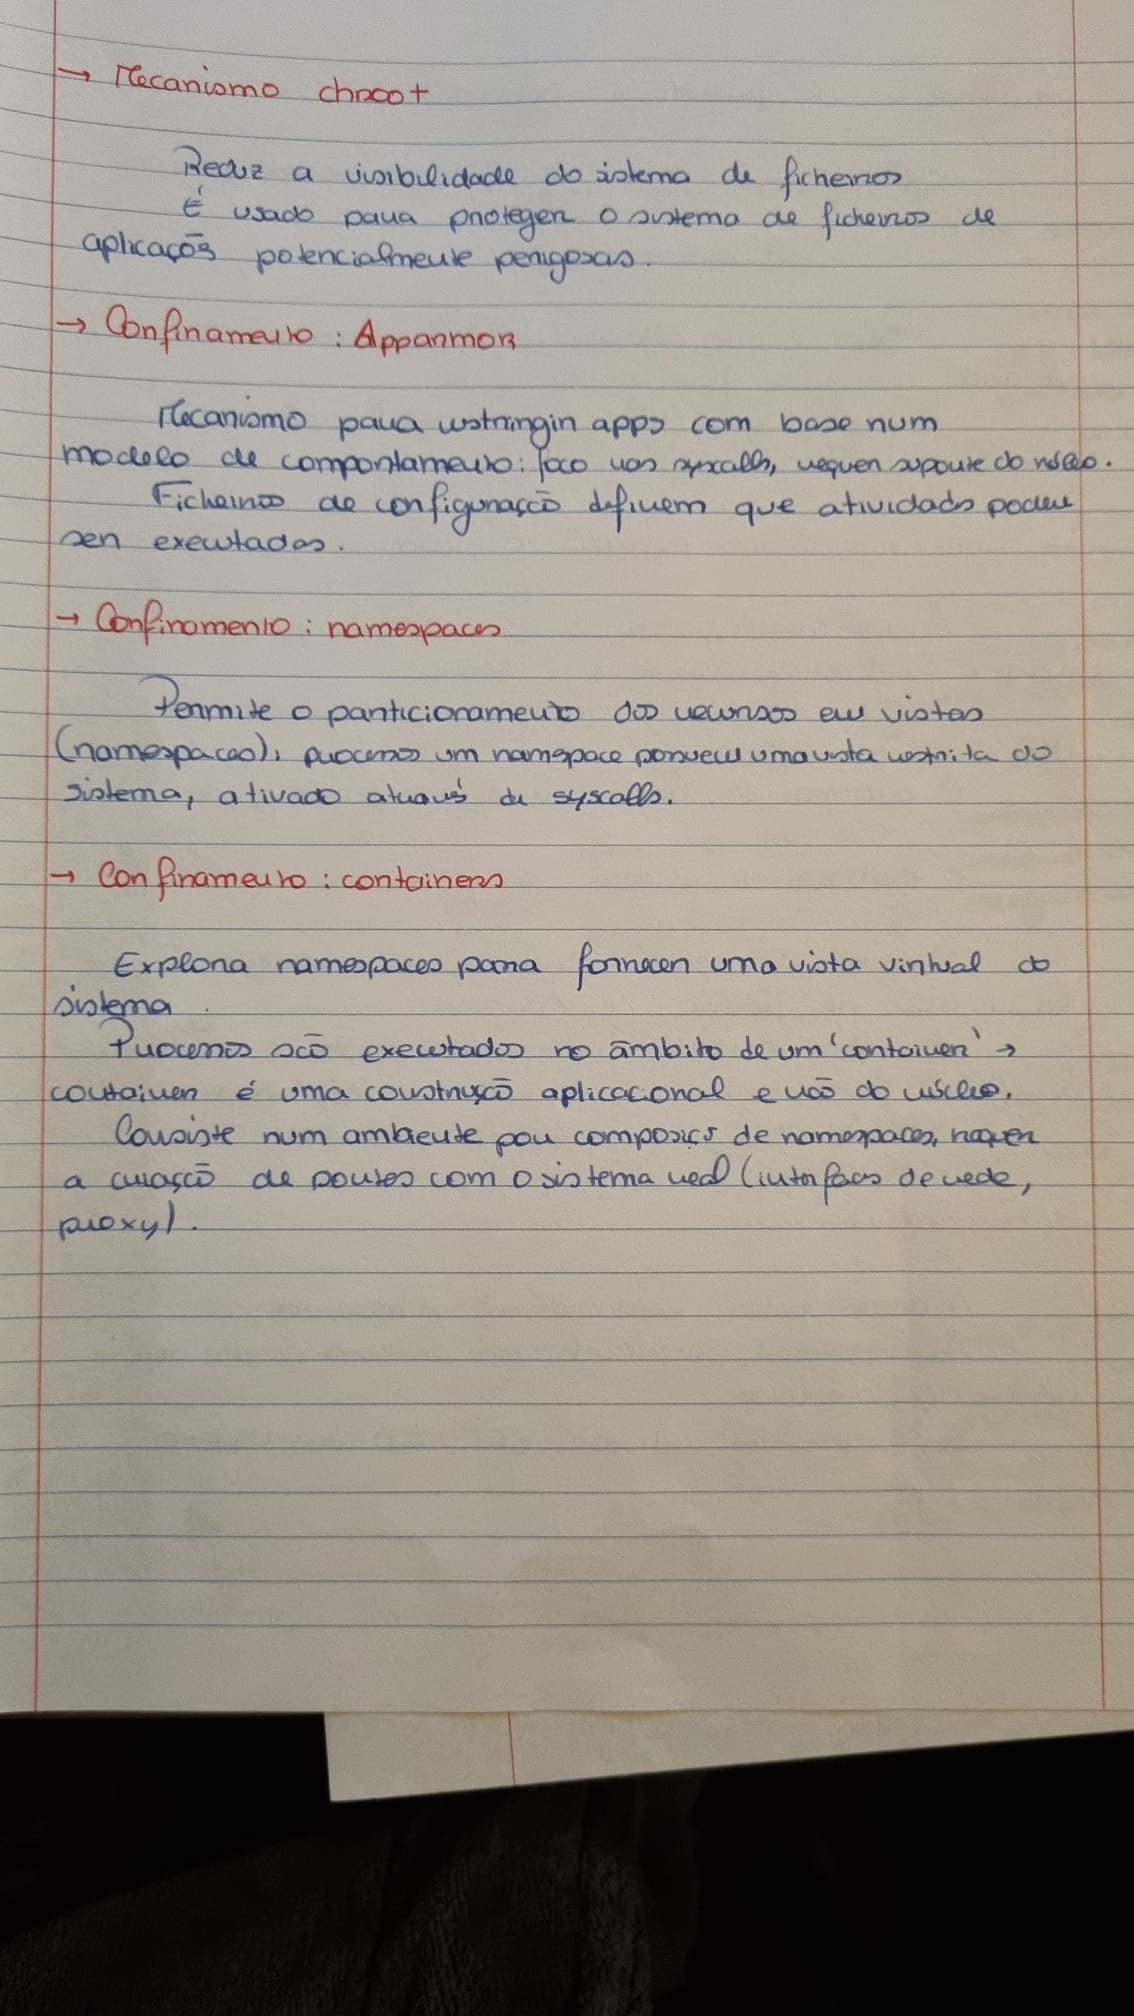 → Mecanismo chroot
Reduz a visibilidade do sistema de ficheiros
É usado para proteger o sistema de ficheiros de
aplicaçõs potencialmente perigosas.
→ Confinamento : Apparmor
Mecanismo para restringir apps com base num
modelo de comportamento: foco nas syscalls, requer suporte do núcleo.
Ficheiros de configuração definem que atividades podem
ser executadas.
→ Confinamento : namespaces
Permite o particionamento dos recursos em vistas
(namespaces), processos um namespace possuem uma vista restrita do
sistema, ativado através de syscalls.
→ Confinamento : containers
Explora namespaces para fornecer uma vista virtual do
sistema.
Processos são executados no âmbito de um 'container' →
container é uma construção aplicacional e não do núcleo.
Consiste num ambiente por de namespaces, requer
a criação de pontes com o sistema real (interfaces de rede,
proxy).